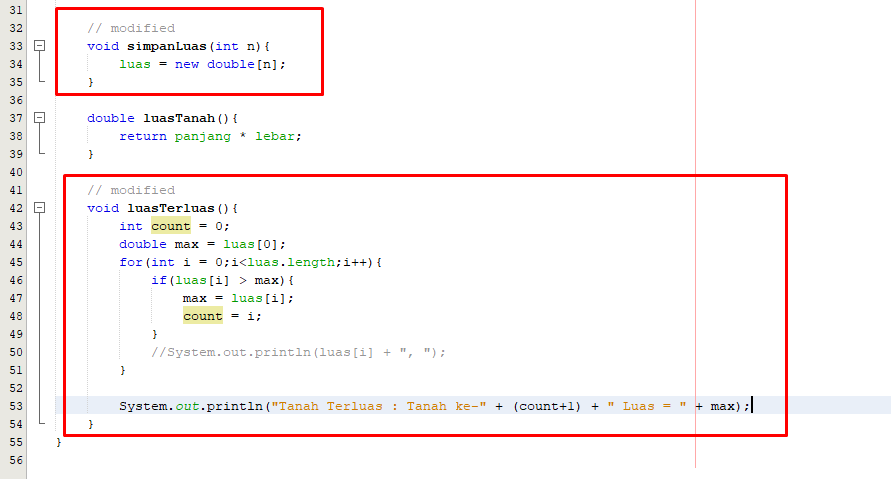 31
32 // modified
33 void simpanLuas(int n){
34 luas = new double[n];
35 }
36
37 double luasTanah(){
38 return panjang * lebar;
39 }
40
41 // modified
42 void luasTerluas(){
43 int count = 0;
44 double max = luas[0];
45 for(int i = 0;i<luas.length;i++){
46 if(luas[i] > max){
47 max = luas[i];
48 count = i;
49 }
50 //System.out.println(luas[i] + ", ");
51 }
52
53 System.out.println("Tanah Terluas : Tanah ke-" + (count+1) + " Luas = " + max);
54 }
55 }
56